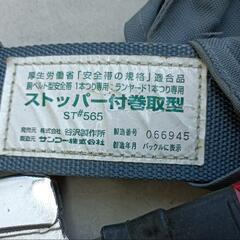 厚生労働省「安全帯の規格」適合品
胴ベルト型安全帯 1本つり専用 ランヤード1本つり専用
ストッパー付巻取型
ST#565
発売元 株式会社 谷沢製作所 製造番号 066945
製造元 サンコー株式会社 製造年月 バックルに表示